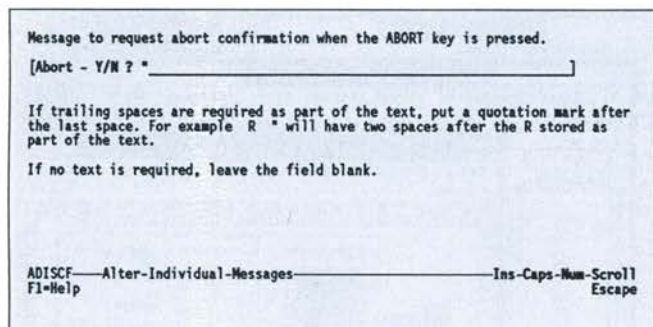 Message to request abort confirmation when the ABORT key is pressed.
[Abort - Y/N ? "_______________________________________________]
If trailing spaces are required as part of the text, put a quotation mark after
the last space. For example R  " will have two spaces after the R stored as
part of the text.
If no text is required, leave the field blank.
ADISCF——Alter-Individual-Messages————————————————Ins-Caps-Num-Scroll
F1=Help Escape